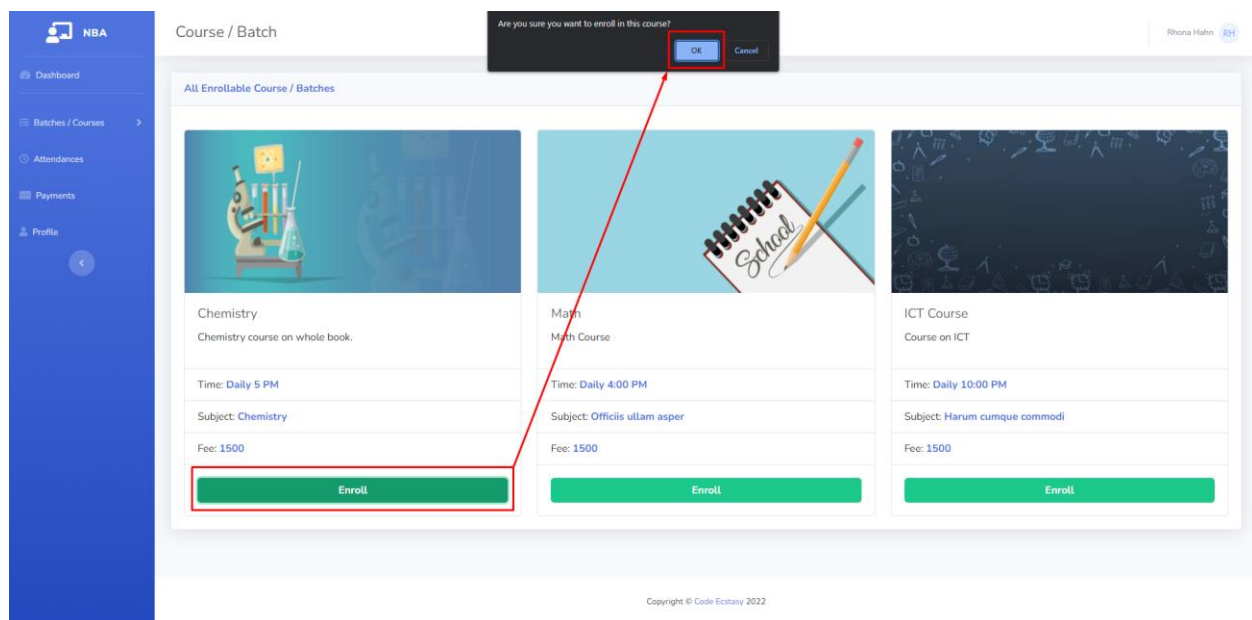 NBA
Course / Batch
Are you sure you want to enroll in this course?
OK
Cancel
Rhona Hahn
RH
Dashboard
Batches / Courses
Attendances
Payments
Profile
All Enrollable Course / Batches
School
Chemistry
Chemistry course on whole book.
Time: Daily 5 PM
Subject: Chemistry
Fee: 1500
Enroll
Math
Math Course
Time: Daily 4:00 PM
Subject: Officiis ullam asper
Fee: 1500
Enroll
ICT Course
Course on ICT
Time: Daily 10:00 PM
Subject: Harum cumque commodi
Fee: 1500
Enroll
Copyright © Code Ecstasy 2022